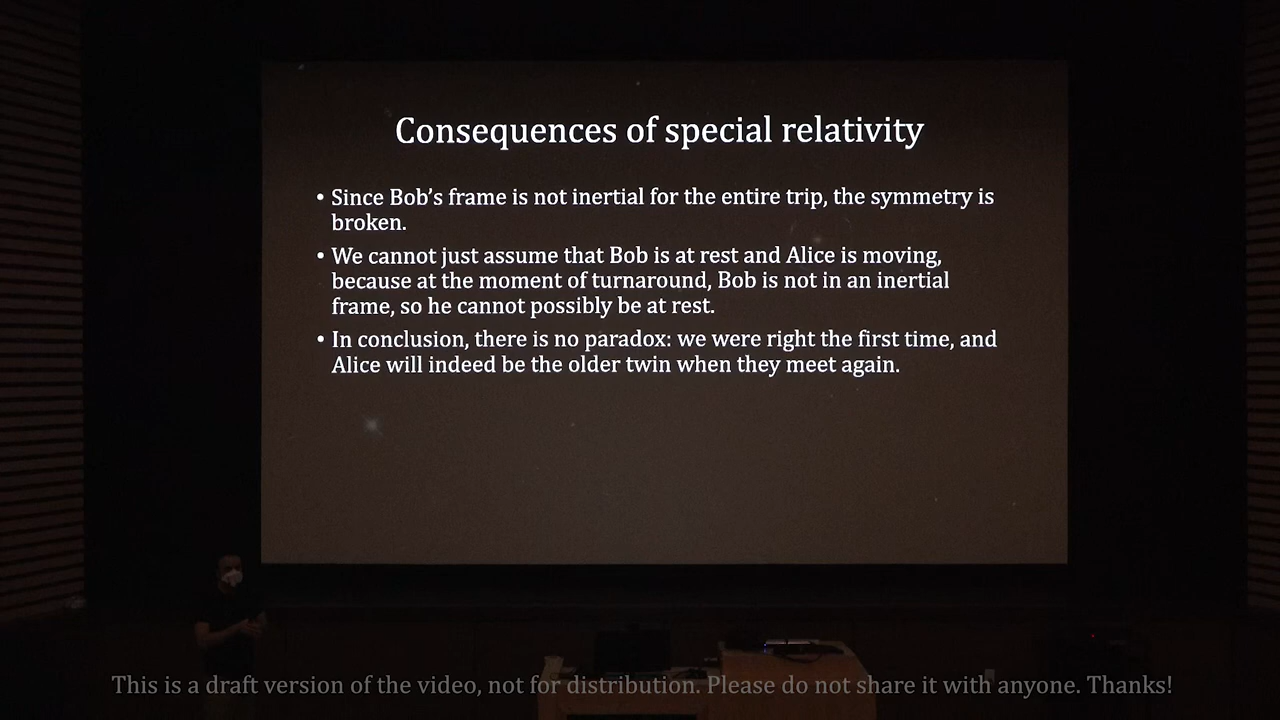 Consequences of special relativity
• Since Bob’s frame is not inertial for the entire trip, the symmetry is
broken.
• We cannot just assume that Bob is at rest and Alice is moving,
because at the moment of turnaround, Bob is not in an inertial
frame, so he cannot possibly be at rest.
• In conclusion, there is no paradox: we were right the first time, and
Alice will indeed be the older twin when they meet again.
This is a draft version of the video, not for distribution. Please do not share it with anyone. Thanks!